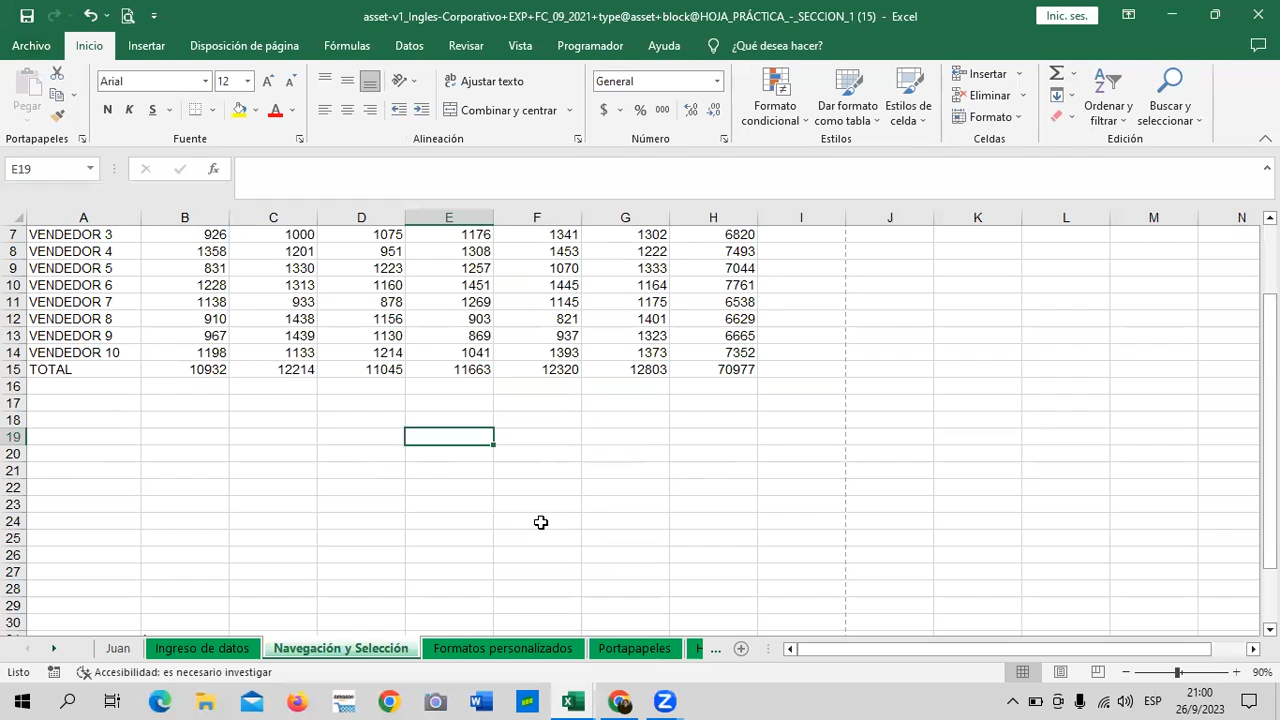 asset-v1_Ingles-Corporativo+EXP+FC_09_2021+type@asset+block@HOJA_PRÁCTICA_-_SECCION_1 (15) - Excel
Inic. ses.
Archivo Inicio Insertar Disposición de página Fórmulas Datos Revisar Vista Programador Ayuda ¿Qué desea hacer?
Pegar
Arial 12
N K S
Ajustar texto
Combinar y centrar
General
$ % 000
Formato condicional
Dar formato como tabla
Estilos de celda
Insertar
Eliminar
Formato
Ordenar y filtrar
Buscar y seleccionar
Portapapeles Fuente Alineación Número Estilos Celdas Edición
E19 fx
A B C D E F G H I J K L M N
7 VENDEDOR 3 926 1000 1075 1176 1341 1302 6820
8 VENDEDOR 4 1358 1201 951 1308 1453 1222 7493
9 VENDEDOR 5 831 1330 1223 1257 1070 1333 7044
10 VENDEDOR 6 1228 1313 1160 1451 1445 1164 7761
11 VENDEDOR 7 1138 933 878 1269 1145 1175 6538
12 VENDEDOR 8 910 1438 1156 903 821 1401 6629
13 VENDEDOR 9 967 1439 1130 869 937 1323 6665
14 VENDEDOR 10 1198 1133 1214 1041 1393 1373 7352
15 TOTAL 10932 12214 11045 11663 12320 12803 70977
16
17
18
19
20
21
22
23
24
25
26
27
28
29
30
Juan Ingreso de datos Navegación y Selección Formatos personalizados Portapapeles ...
Listo Accesibilidad: es necesario investigar 90%
ESP 21:00
26/9/2023